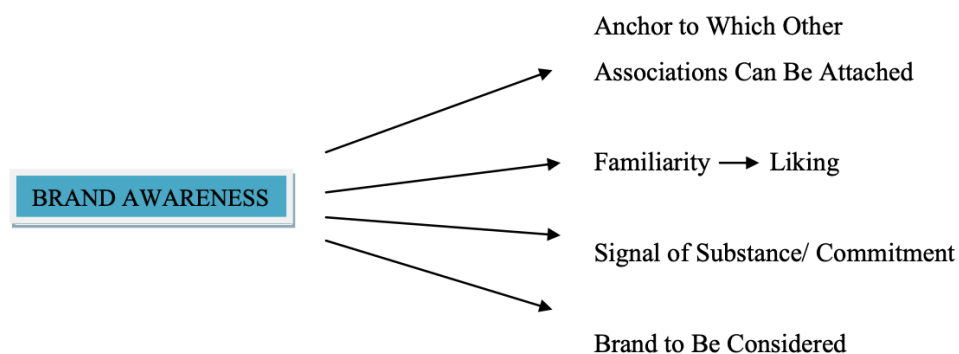 Anchor to Which Other
Associations Can Be Attached
Familiarity → Liking
BRAND AWARENESS
Signal of Substance/ Commitment
Brand to Be Considered